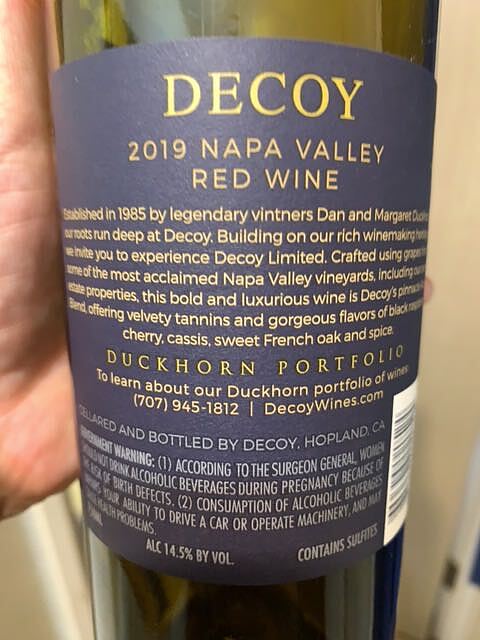 DECOY
2019 NAPA VALLEY
RED WINE
Established in 1985 by legendary vintners Dan and Margaret
our roots run deep at Decoy. Building on our rich winemaking
we invite you to experience Decoy Limited. Crafted using grapes
some of the most acclaimed Napa Valley vineyards, including our
estate properties, this bold and luxurious wine is Decoy's pinnacle
Blend, offering velvety tannins and gorgeous flavors of black
cherry, cassis, sweet French oak and spice.
DUCKHORN PORTFOLIO
To learn about our Duckhorn portfolio of wines
(707) 945-1812 | DecoyWines.com
CELLARED AND BOTTLED BY DECOY, HOPLAND, CA
GOVERNMENT WARNING: (1) ACCORDING TO THE SURGEON GENERAL, WOMEN
SHOULD NOT DRINK ALCOHOLIC BEVERAGES DURING PREGNANCY BECAUSE OF
THE RISK OF BIRTH DEFECTS. (2) CONSUMPTION OF ALCOHOLIC BEVERAGES
IMPAIRS YOUR ABILITY TO DRIVE A CAR OR OPERATE MACHINERY, AND MAY
CAUSE HEALTH PROBLEMS.
750ML
ALC 14.5% BY VOL.
CONTAINS SULFITES